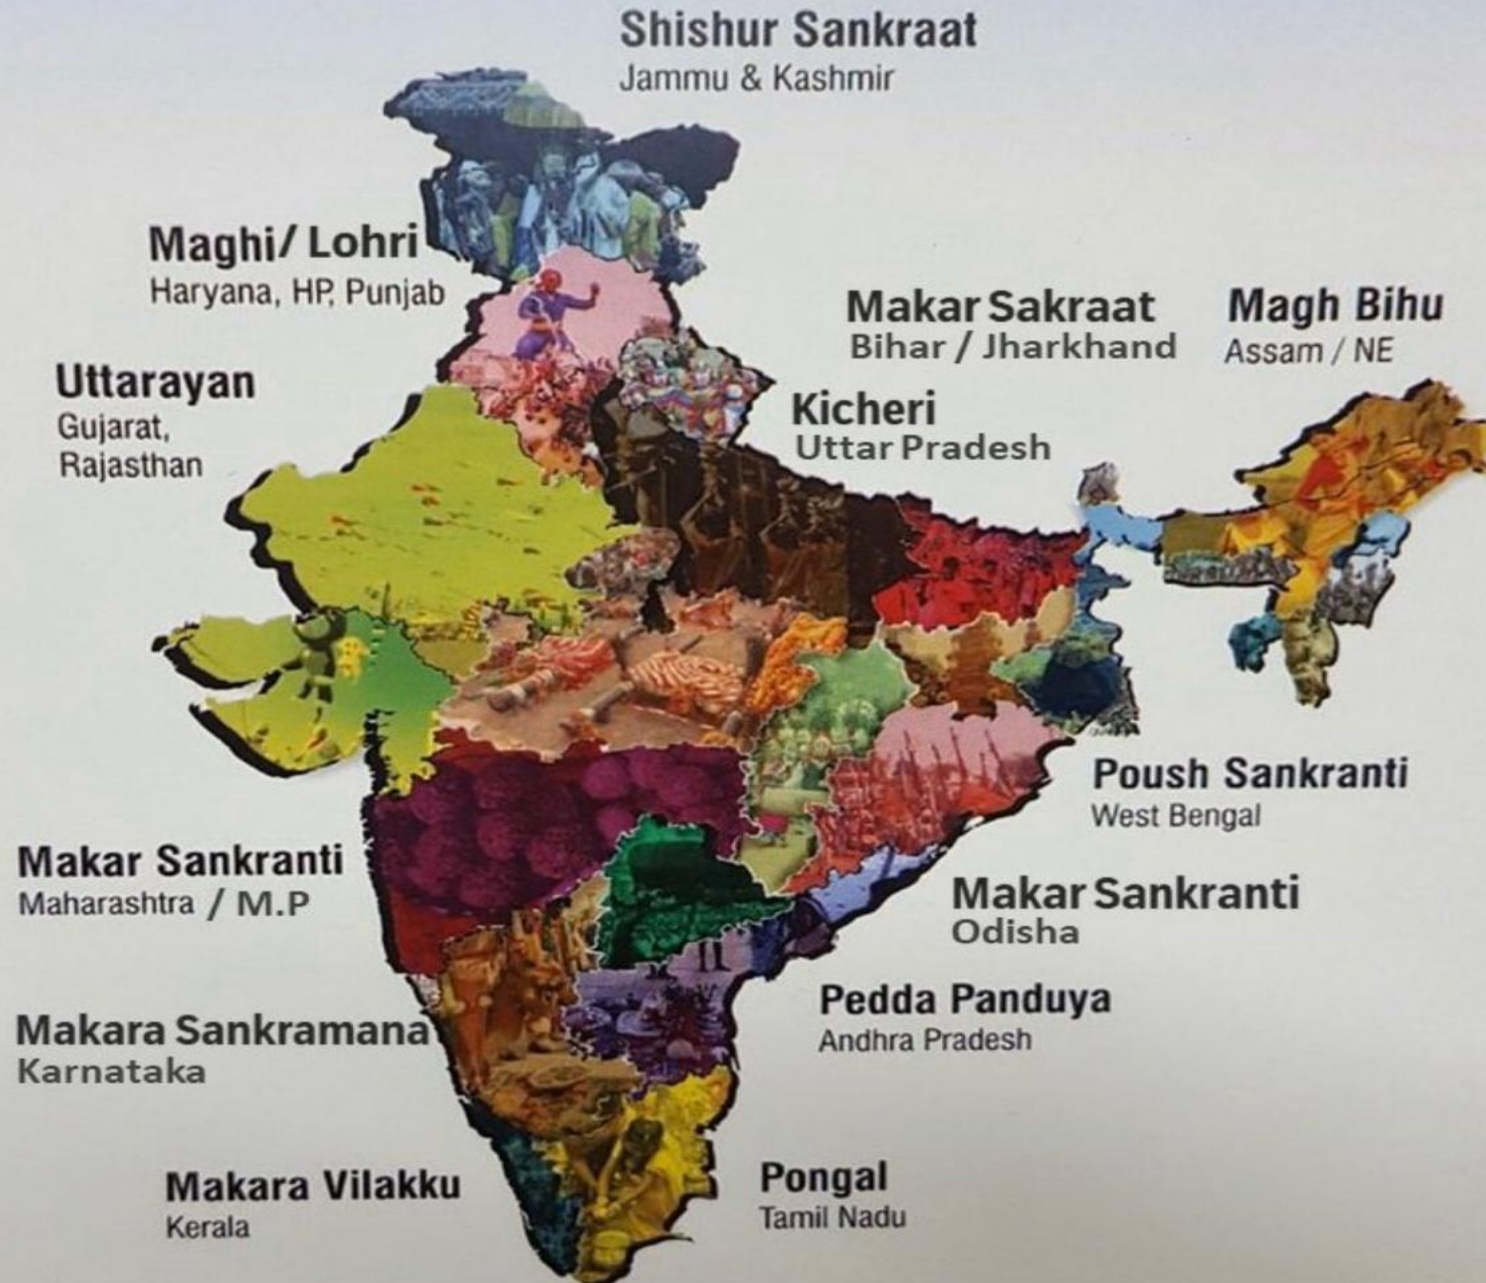 Shishur Sankraat
Jammu & Kashmir
Maghi/ Lohri
Haryana, HP, Punjab
Makar Sakraat
Bihar / Jharkhand
Magh Bihu
Assam / NE
Uttarayan
Gujarat,
Rajasthan
Kicheri
Uttar Pradesh
Poush Sankranti
West Bengal
Makar Sankranti
Maharashtra / M.P
Makar Sankranti
Odisha
Pedda Panduya
Andhra Pradesh
Makara Sankramana
Karnataka
Makara Vilakku
Kerala
Pongal
Tamil Nadu